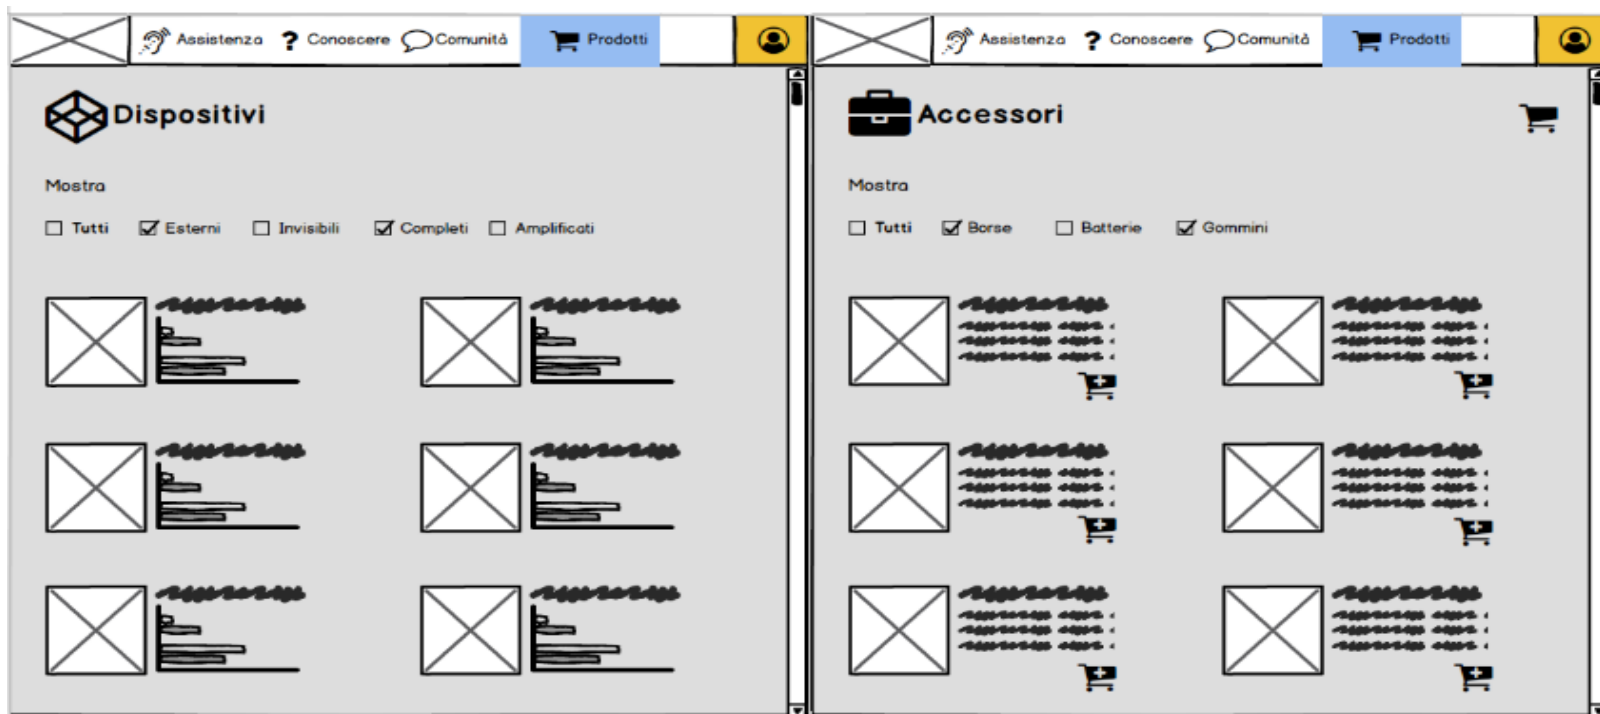 Assistenza ? Conoscere Comunità Prodotti
Dispositivi
Mostra
Tutti Esterni Invisibili Completi Amplificati
Assistenza ? Conoscere Comunità Prodotti
Accessori
Mostra
Tutti Borse Batterie Gommini